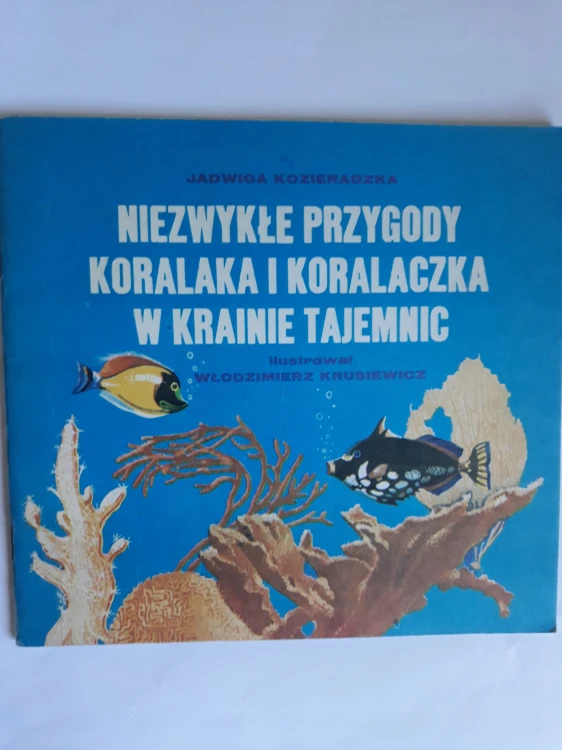 JADWIGA KOZIERADZKA
NIEZWYKŁE PRZYGODY
KORALAKA I KORALACZKA
W KRAINIE TAJEMNIC
ilustrował
WŁODZIMIERZ KRUSIEWICZ